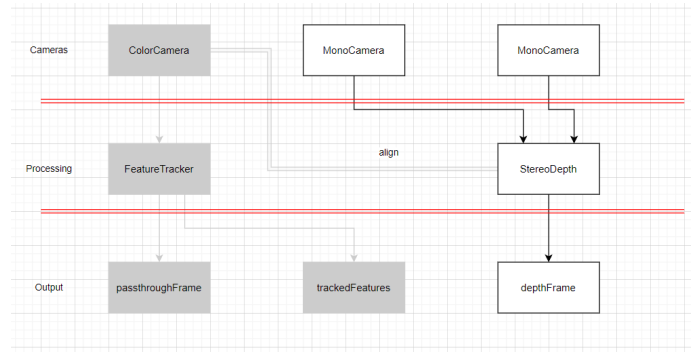 Cameras
ColorCamera
MonoCamera
MonoCamera
align
Processing
FeatureTracker
StereoDepth
Output
passthroughFrame
trackedFeatures
depthFrame